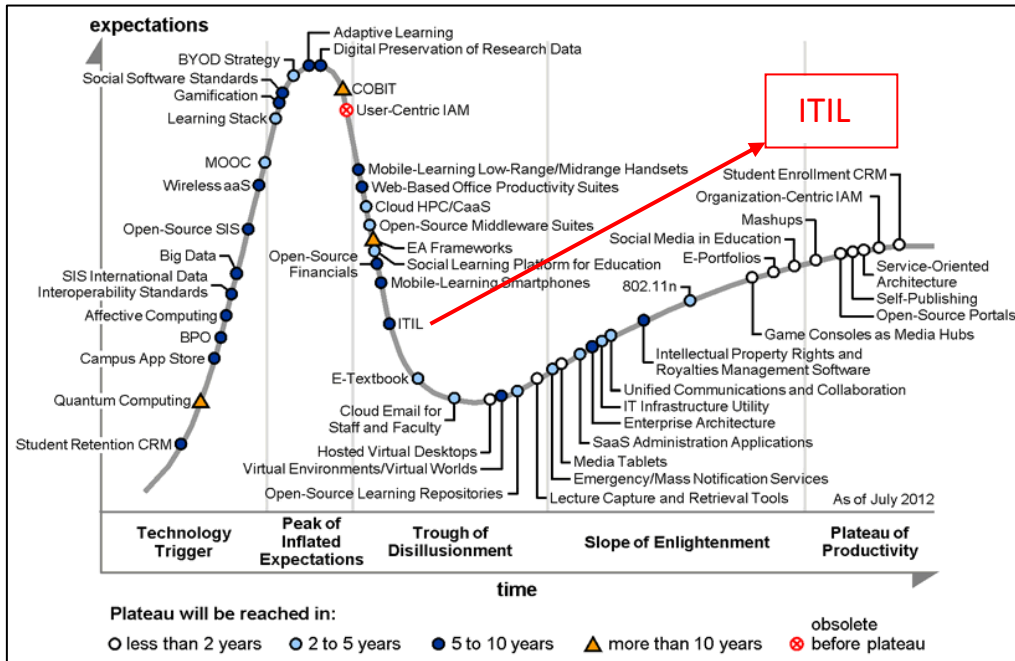 expectations
Adaptive Learning
Digital Preservation of Research Data
BYOD Strategy
Social Software Standards
Gamification
Learning Stack
MOOC
Wireless aaS
Open-Source SIS
Big Data
SIS International Data
Interoperability Standards
Affective Computing
BPO
Campus App Store
Quantum Computing
Student Retention CRM
COBIT
User-Centric IAM
Mobile-Learning Low-Range/Midrange Handsets
Web-Based Office Productivity Suites
Cloud HPC/CaaS
Open-Source Middleware Suites
EA Frameworks
Social Learning Platform for Education
Open-Source
Financials
Mobile-Learning Smartphones
ITIL
ITIL
E-Textbook
Cloud Email for
Staff and Faculty
Hosted Virtual Desktops
Virtual Environments/Virtual Worlds
Open-Source Learning Repositories
Lecture Capture and Retrieval Tools
Emergency/Mass Notification Services
Media Tablets
SaaS Administration Applications
Enterprise Architecture
IT Infrastructure Utility
Unified Communications and Collaboration
Intellectual Property Rights and
Royalties Management Software
802.11n
Game Consoles as Media Hubs
E-Portfolios
Social Media in Education
Mashups
Organization-Centric IAM
Student Enrollment CRM
Service-Oriented
Architecture
Self-Publishing
Open-Source Portals
As of July 2012
Technology
Trigger
Peak of
Inflated
Expectations
Trough of
Disillusionment
Slope of Enlightenment
Plateau of
Productivity
time
Plateau will be reached in:
less than 2 years
2 to 5 years
5 to 10 years
more than 10 years
obsolete
before plateau